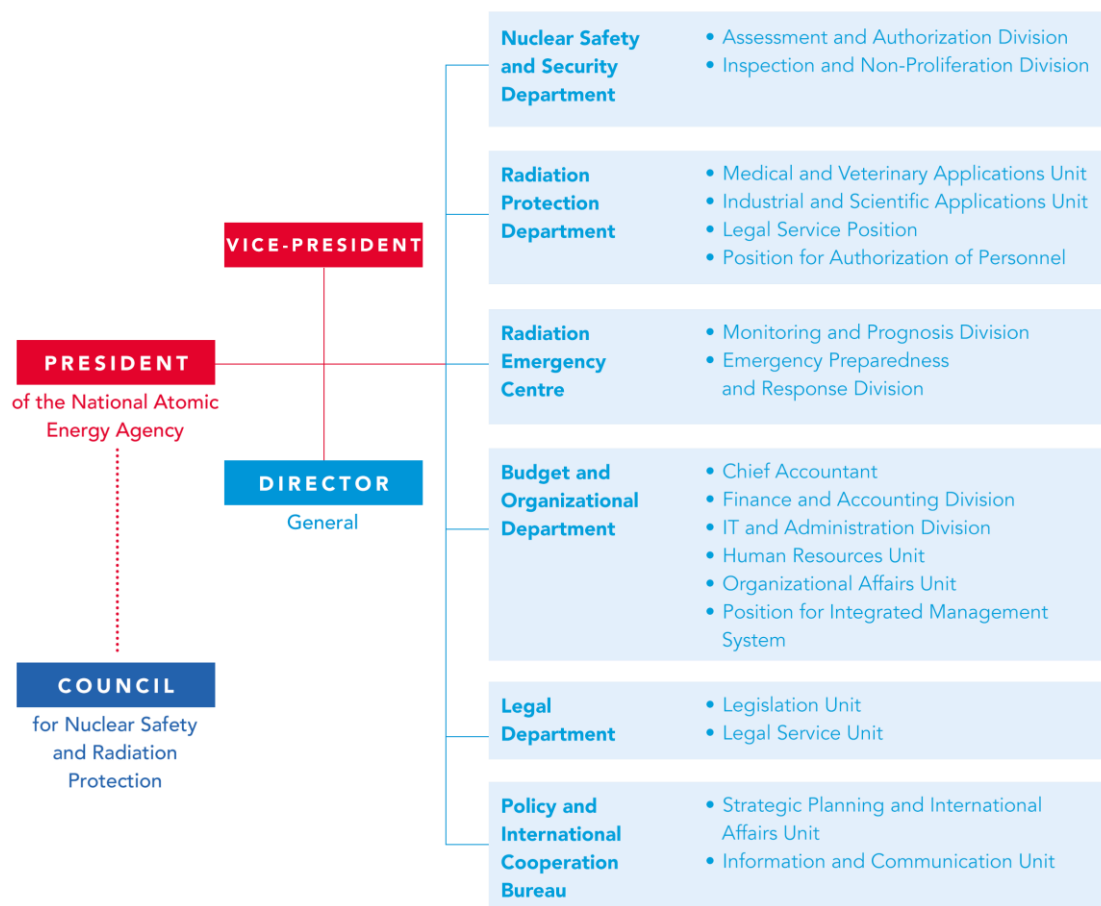 PRESIDENT
of the National Atomic
Energy Agency
COUNCIL
for Nuclear Safety
and Radiation
Protection
VICE-PRESIDENT
DIRECTOR
General
Nuclear Safety
and Security
Department
• Assessment and Authorization Division
• Inspection and Non-Proliferation Division
Radiation
Protection
Department
• Medical and Veterinary Applications Unit
• Industrial and Scientific Applications Unit
• Legal Service Position
• Position for Authorization of Personnel
Radiation
Emergency
Centre
• Monitoring and Prognosis Division
• Emergency Preparedness
and Response Division
Budget and
Organizational
Department
• Chief Accountant
• Finance and Accounting Division
• IT and Administration Division
• Human Resources Unit
• Organizational Affairs Unit
• Position for Integrated Management
System
Legal
Department
• Legislation Unit
• Legal Service Unit
Policy and
International
Cooperation
Bureau
• Strategic Planning and International
Affairs Unit
• Information and Communication Unit